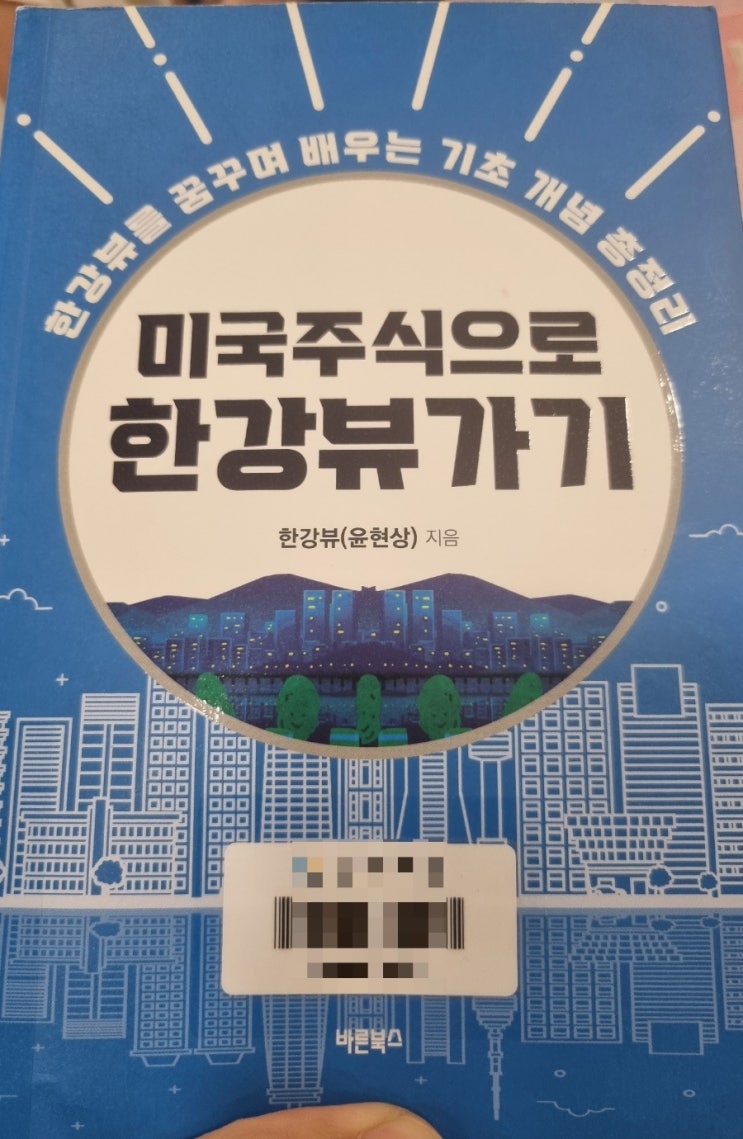 한강뷰를 꿈꾸며 배우는 기초 개념 총정리
미국주식으로
한강뷰가기
한강뷰(윤현상) 지음
바른북스